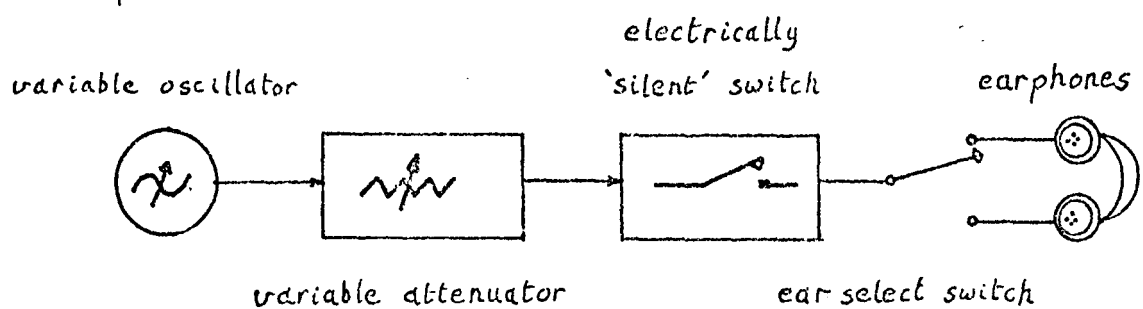 electrically
variable oscillator 'silent' switch earphones
variable attenuator ear select switch